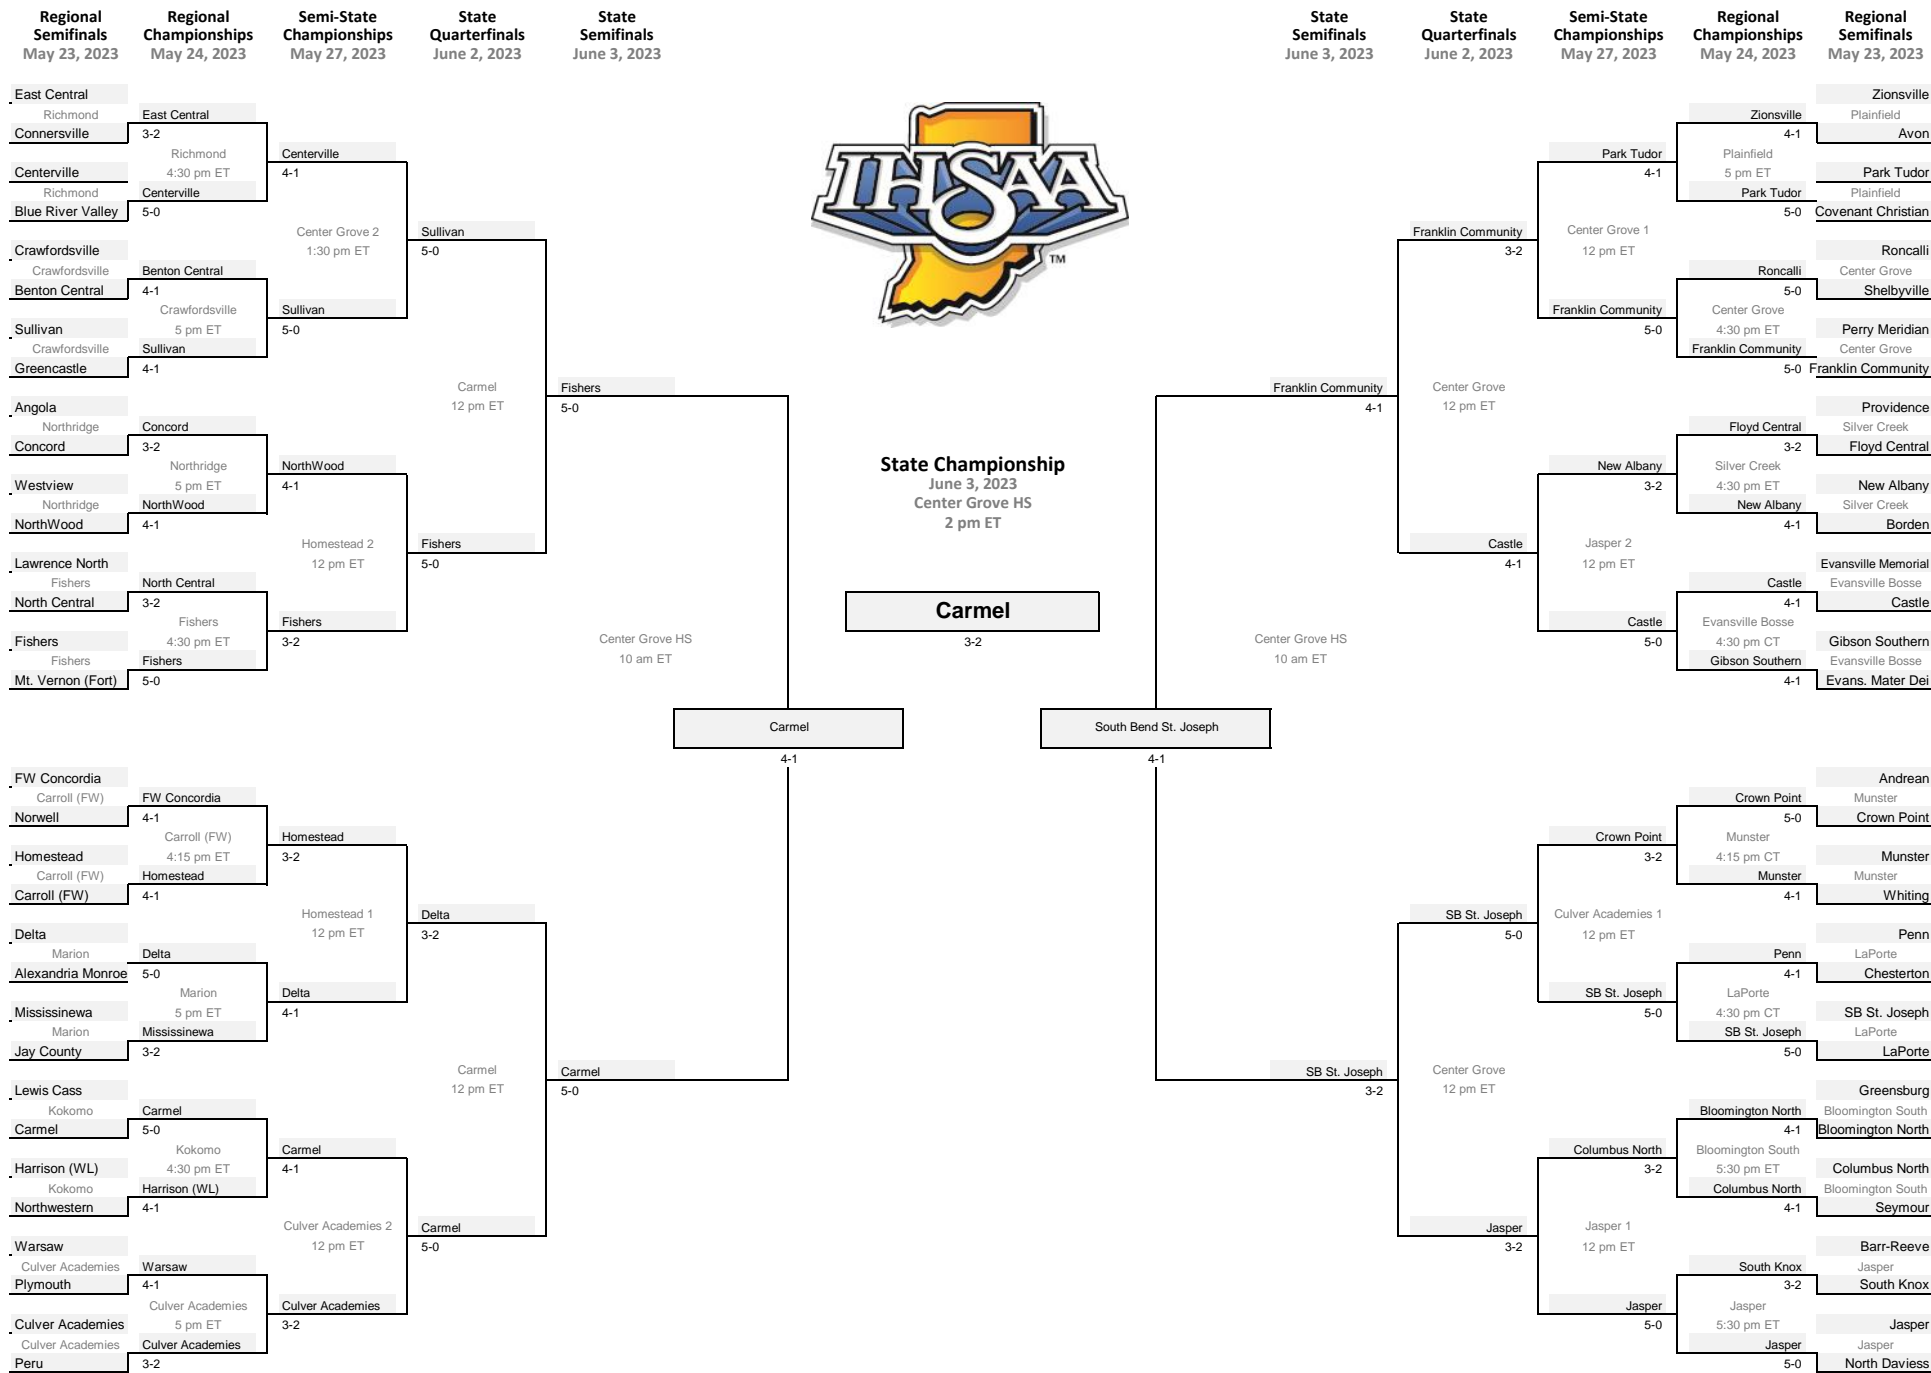 Regional Semifinals May 23, 2023
Regional Championships May 24, 2023
Semi-State Championships May 27, 2023
State Quarterfinals June 2, 2023
State Semifinals June 3, 2023
State Semifinals June 3, 2023
State Quarterfinals June 2, 2023
Semi-State Championships May 27, 2023
Regional Championships May 24, 2023
Regional Semifinals May 23, 2023
East Central
Richmond
Connersville
Centerville
Richmond
Blue River Valley
Crawfordsville
Crawfordsville
Benton Central
Sullivan
Crawfordsville
Greencastle
Angola
Northridge
Concord
Westview
Northridge
NorthWood
Lawrence North
Fishers
North Central
Fishers
Fishers
Mt. Vernon (Fort)
FW Concordia
Carroll (FW)
Norwell
Homestead
Carroll (FW)
Carroll (FW)
Delta
Marion
Alexandria Monroe
Mississinewa
Marion
Jay County
Lewis Cass
Kokomo
Carmel
Harrison (WL)
Kokomo
Northwestern
Warsaw
Culver Academies
Plymouth
Culver Academies
Culver Academies
Peru
East Central
3-2
Richmond
4:30 pm ET
Centerville
5-0
Benton Central
4-1
Crawfordsville
5 pm ET
Sullivan
4-1
Concord
3-2
Northridge
5 pm ET
NorthWood
4-1
North Central
3-2
Fishers
4:30 pm ET
Fishers
5-0
FW Concordia
4-1
Carroll (FW)
4:15 pm ET
Homestead
4-1
Delta
5-0
Marion
5 pm ET
Mississinewa
3-2
Carmel
5-0
Kokomo
4:30 pm ET
Harrison (WL)
4-1
Warsaw
4-1
Culver Academies
5 pm ET
Culver Academies
3-2
Centerville
4-1
Center Grove 2
1:30 pm ET
Sullivan
5-0
NorthWood
4-1
Homestead 2
12 pm ET
Fishers
3-2
Homestead
3-2
Homestead 1
12 pm ET
Delta
4-1
Carmel
4-1
Culver Academies 2
12 pm ET
Culver Academies
3-2
Sullivan
5-0
Carmel
12 pm ET
Fishers
5-0
Delta
3-2
Carmel
12 pm ET
Carmel
5-0
Fishers
5-0
Center Grove HS
10 am ET
Carmel
5-0
IHSAA
TM
State Championship
June 3, 2023
Center Grove HS
2 pm ET
Carmel
3-2
Carmel
4-1
South Bend St. Joseph
4-1
Franklin Community
4-1
Center Grove HS
10 am ET
SB St. Joseph
3-2
Franklin Community
3-2
Center Grove
12 pm ET
Castle
4-1
SB St. Joseph
5-0
Center Grove
12 pm ET
Jasper
3-2
Park Tudor
4-1
Center Grove 1
12 pm ET
Franklin Community
5-0
New Albany
3-2
Jasper 2
12 pm ET
Castle
5-0
Crown Point
3-2
Culver Academies 1
12 pm ET
SB St. Joseph
5-0
Columbus North
3-2
Jasper 1
12 pm ET
Jasper
5-0
Zionsville
4-1
Plainfield
5 pm ET
Park Tudor
5-0
Roncalli
5-0
Center Grove
4:30 pm ET
Franklin Community
5-0
Floyd Central
3-2
Silver Creek
4:30 pm ET
New Albany
4-1
Castle
4-1
Evansville Bosse
4:30 pm CT
Gibson Southern
4-1
Crown Point
5-0
Munster
4:15 pm CT
Munster
4-1
Penn
4-1
LaPorte
4:30 pm CT
SB St. Joseph
5-0
Bloomington North
4-1
Bloomington South
5:30 pm ET
Columbus North
4-1
South Knox
3-2
Jasper
5:30 pm ET
Jasper
5-0
Zionsville
Plainfield
Avon
Park Tudor
Plainfield
Covenant Christian
Roncalli
Center Grove
Shelbyville
Perry Meridian
Center Grove
Franklin Community
Providence
Silver Creek
Floyd Central
New Albany
Silver Creek
Borden
Evansville Memorial
Evansville Bosse
Castle
Gibson Southern
Evansville Bosse
Evans. Mater Dei
Andrean
Munster
Crown Point
Munster
Munster
Whiting
Penn
LaPorte
Chesterton
SB St. Joseph
LaPorte
LaPorte
Greensburg
Bloomington South
Bloomington North
Columbus North
Bloomington South
Seymour
Barr-Reeve
Jasper
South Knox
Jasper
Jasper
North Daviess